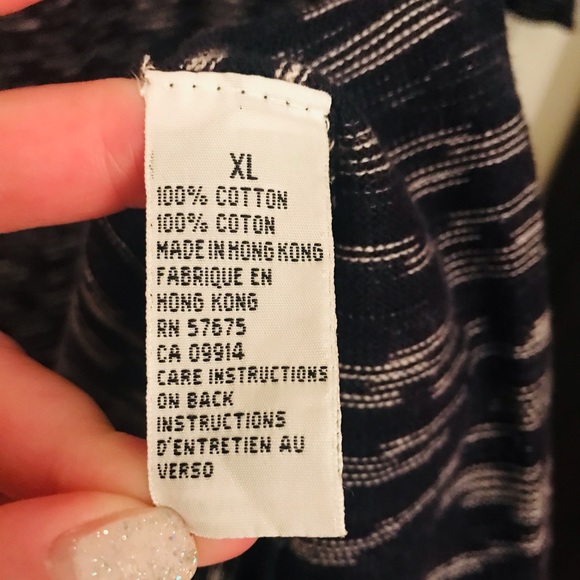 XL
100% COTTON
100% COTON
MADE IN HONG KONG
FABRIQUE EN
HONG KONG
RN 57675
CA 09914
CARE INSTRUCTIONS
ON BACK
INSTRUCTIONS
D'ENTRETIEN AU
VERSO